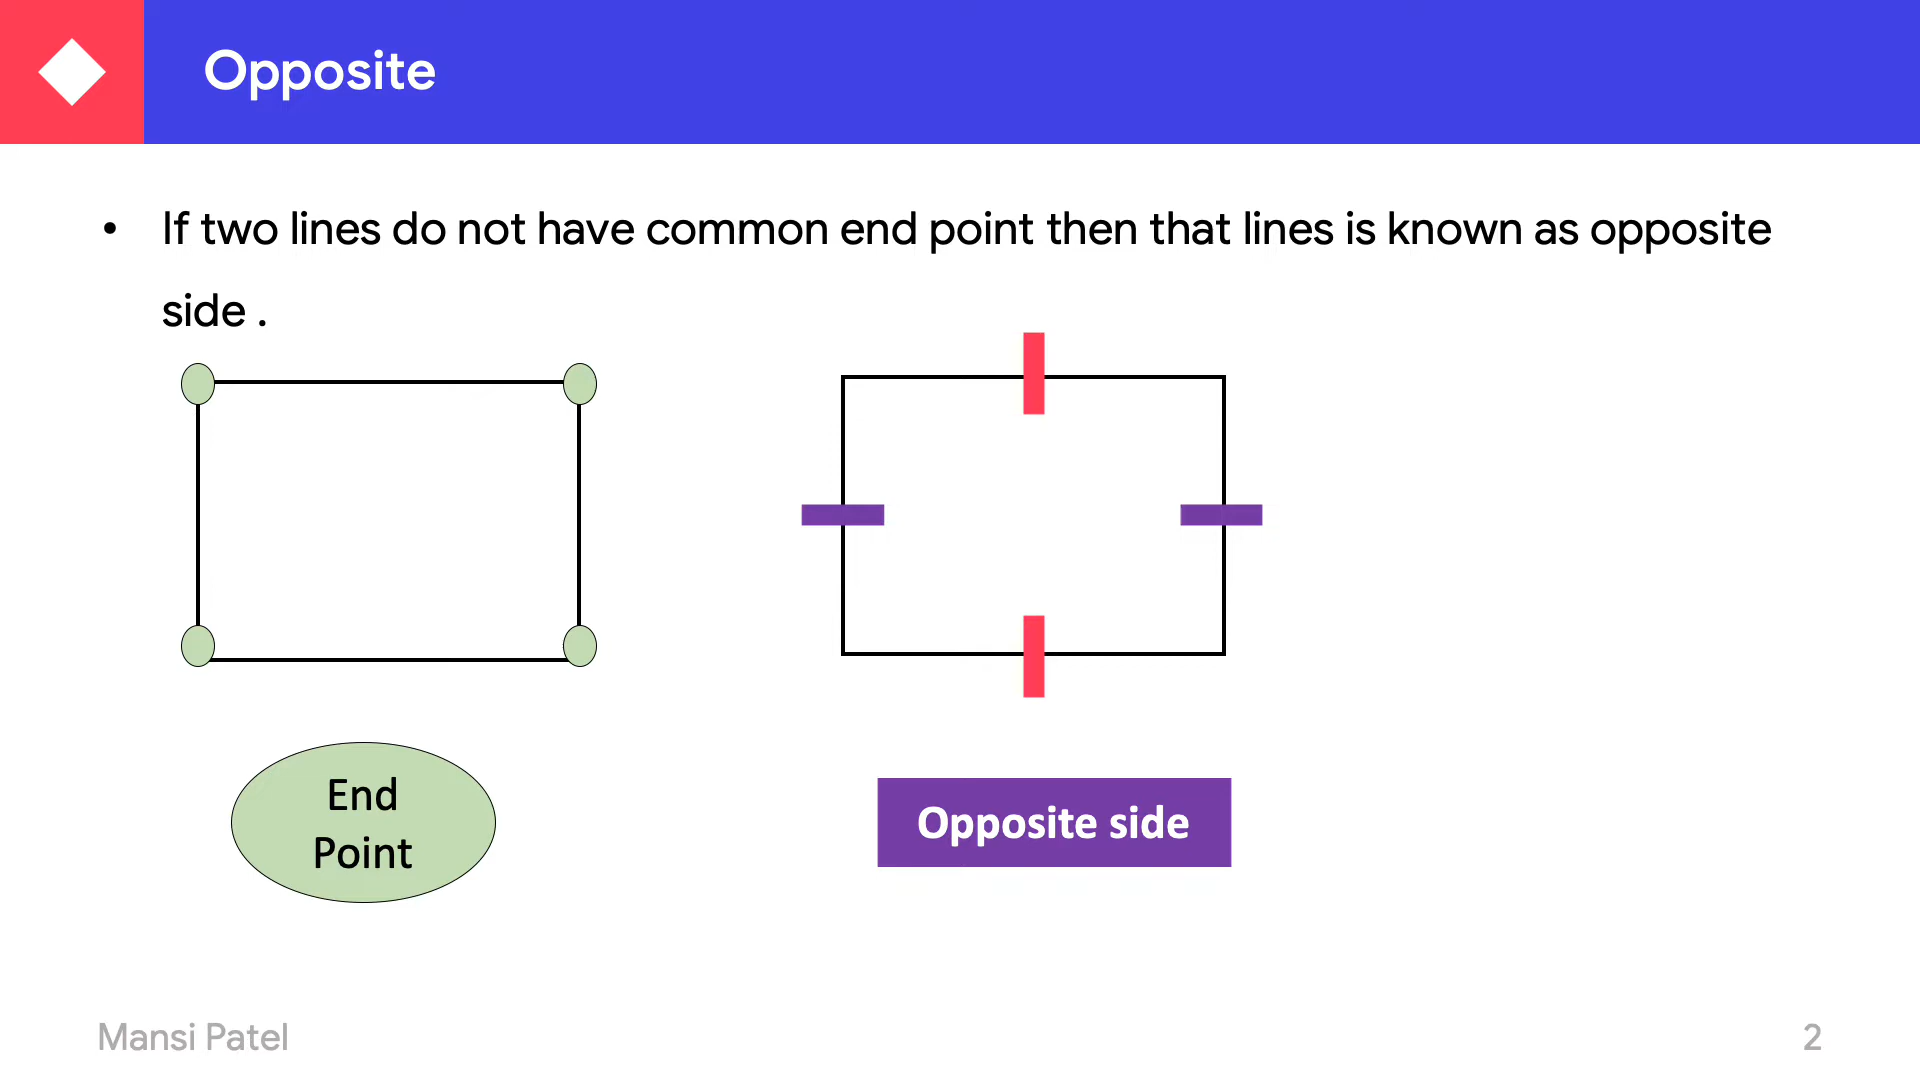 Opposite
• If two lines do not have common end point then that lines is known as opposite
side .
End
Point
Opposite side
Mansi Patel
2